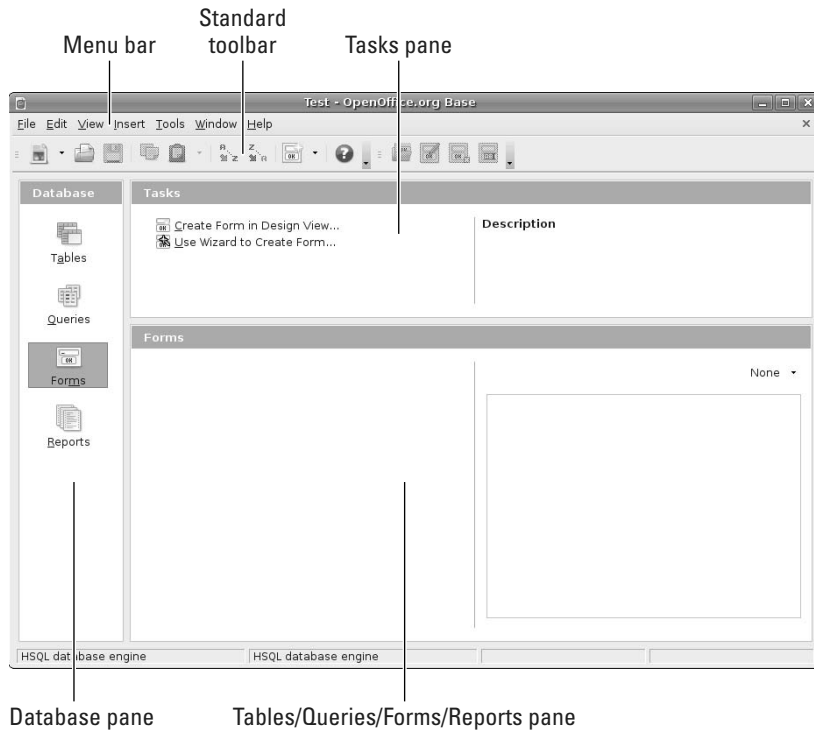 Standard
Menu bar toolbar Tasks pane
Test - OpenOffice.org Base
File Edit View Insert Tools Window Help
Database
Tasks
Create Form in Design View...
Use Wizard to Create Form...
Description
Tables
Queries
Forms
Reports
Forms
None
HSQL database engine HSQL database engine
Database pane Tables/Queries/Forms/Reports pane